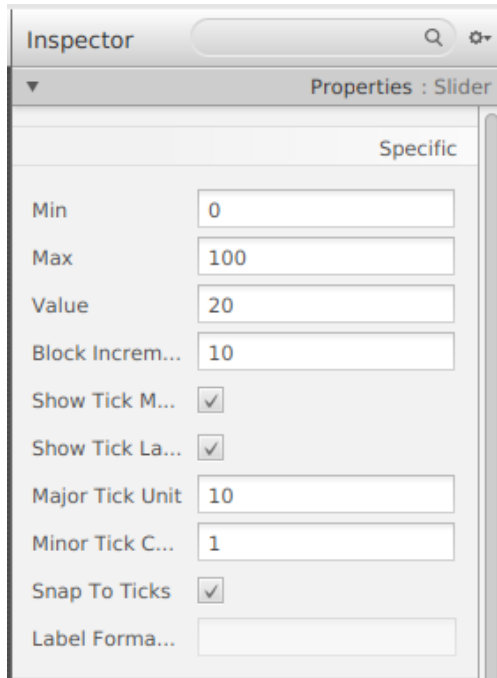 Inspector
Properties : Slider
Specific
Min 0
Max 100
Value 20
Block Increm... 10
Show Tick M...
Show Tick La...
Major Tick Unit 10
Minor Tick C... 1
Snap To Ticks
Label Forma...